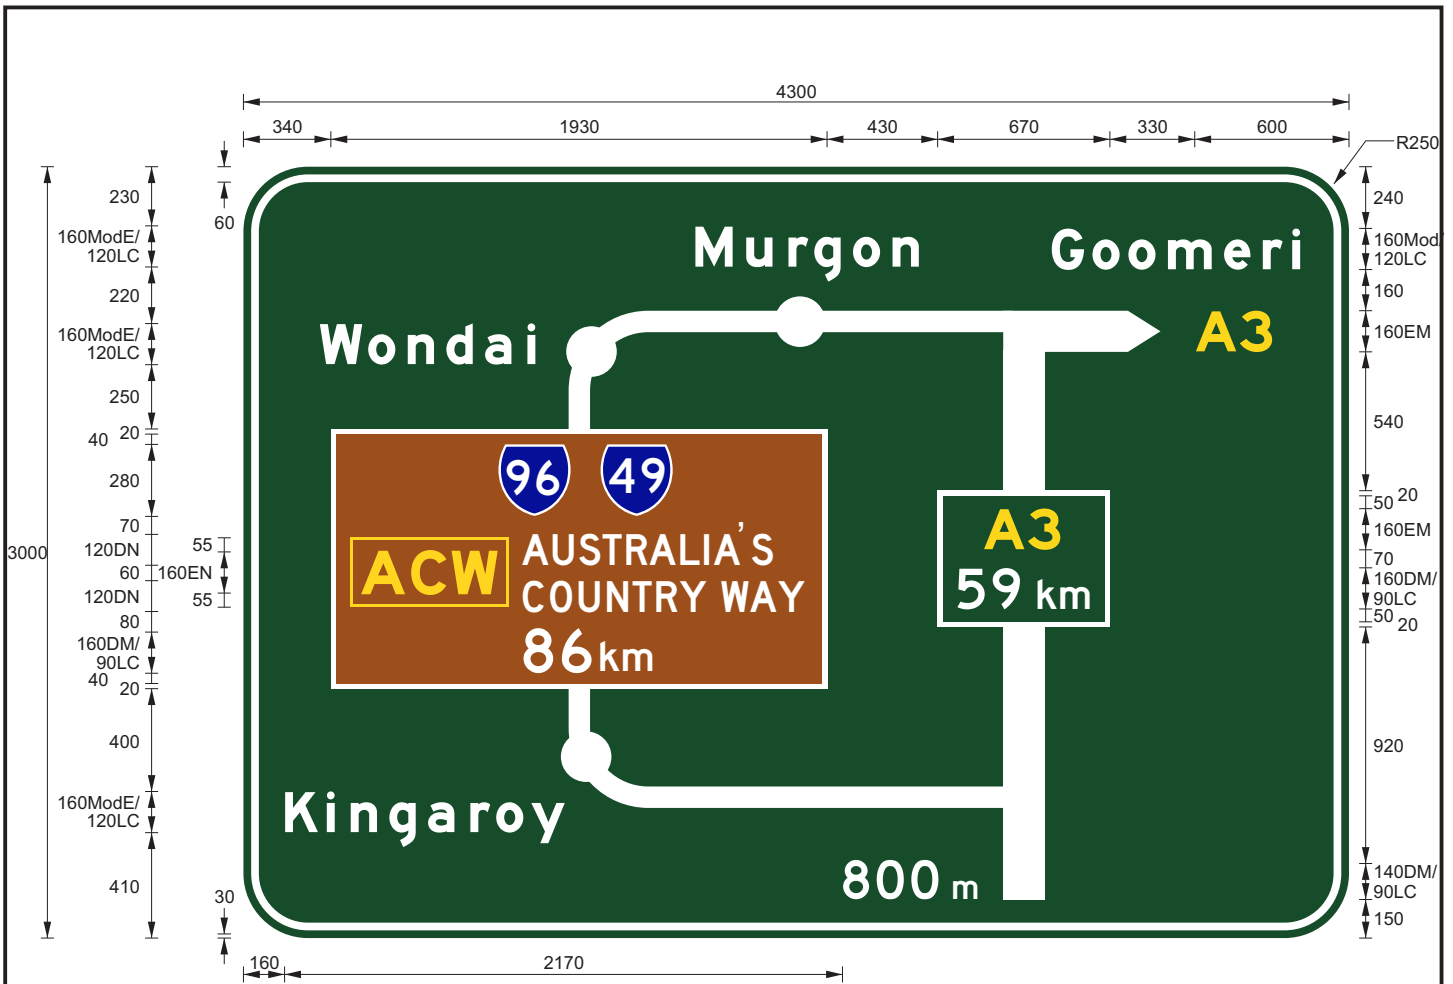 4300
340 1930 430 670 330 600
R250
230
60
240
160ModE/
120LC
Murgon Goomeri
160Mod/
120LC
220
160
160ModE/
120LC
Wondai
A3
160EM
250
540
20
40
280
96 49
20
50
70
3000
120DN
55
160EN
60
120DN
55
80
ACW
AUSTRALIA'S
COUNTRY WAY
86 km
A3
59 km
160EM
70
160DM/
90LC
50
20
160DM/
90LC
40
20
400
920
160ModE/
120LC
Kingaroy
410
30
800 m
140DM/
90LC
150
160 2170